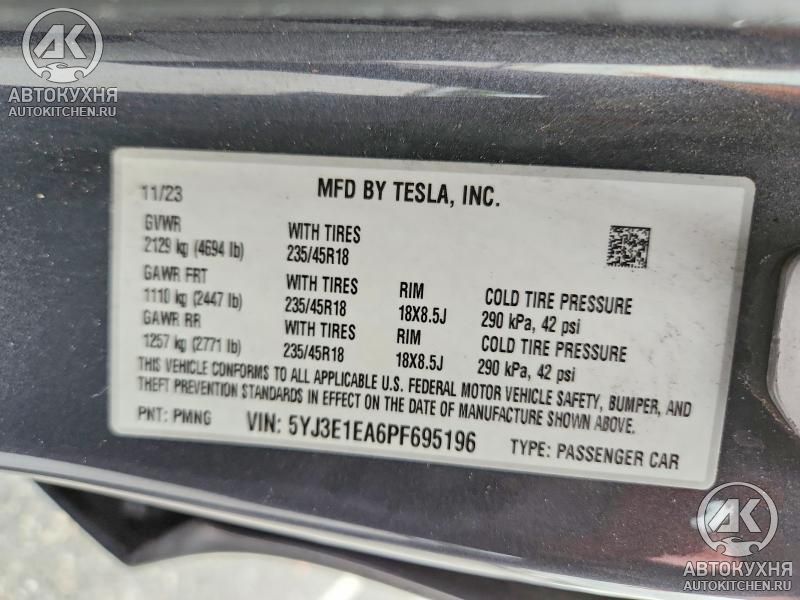 АК
АВТОКУХНЯ
AUTOKITCHEN.RU
11/23 MFD BY TESLA, INC.
GVWR WITH TIRES
2129 kg (4694 lb) 235/45R18
GAWR FRT WITH TIRES RIM COLD TIRE PRESSURE
1110 kg (2447 lb) 235/45R18 18X8.5J 290 kPa, 42 psi
GAWR RR WITH TIRES RIM COLD TIRE PRESSURE
1257 kg (2771 lb) 235/45R18 18X8.5J 290 kPa, 42 psi
THIS VEHICLE CONFORMS TO ALL APPLICABLE U.S. FEDERAL MOTOR VEHICLE SAFETY, BUMPER, AND
THEFT PREVENTION STANDARDS IN EFFECT ON THE DATE OF MANUFACTURE SHOWN ABOVE.
PNT: PMNG VIN: 5YJ3E1EA6PF695196 TYPE: PASSENGER CAR
АК
АВТОКУХНЯ
AUTOKITCHEN.RU